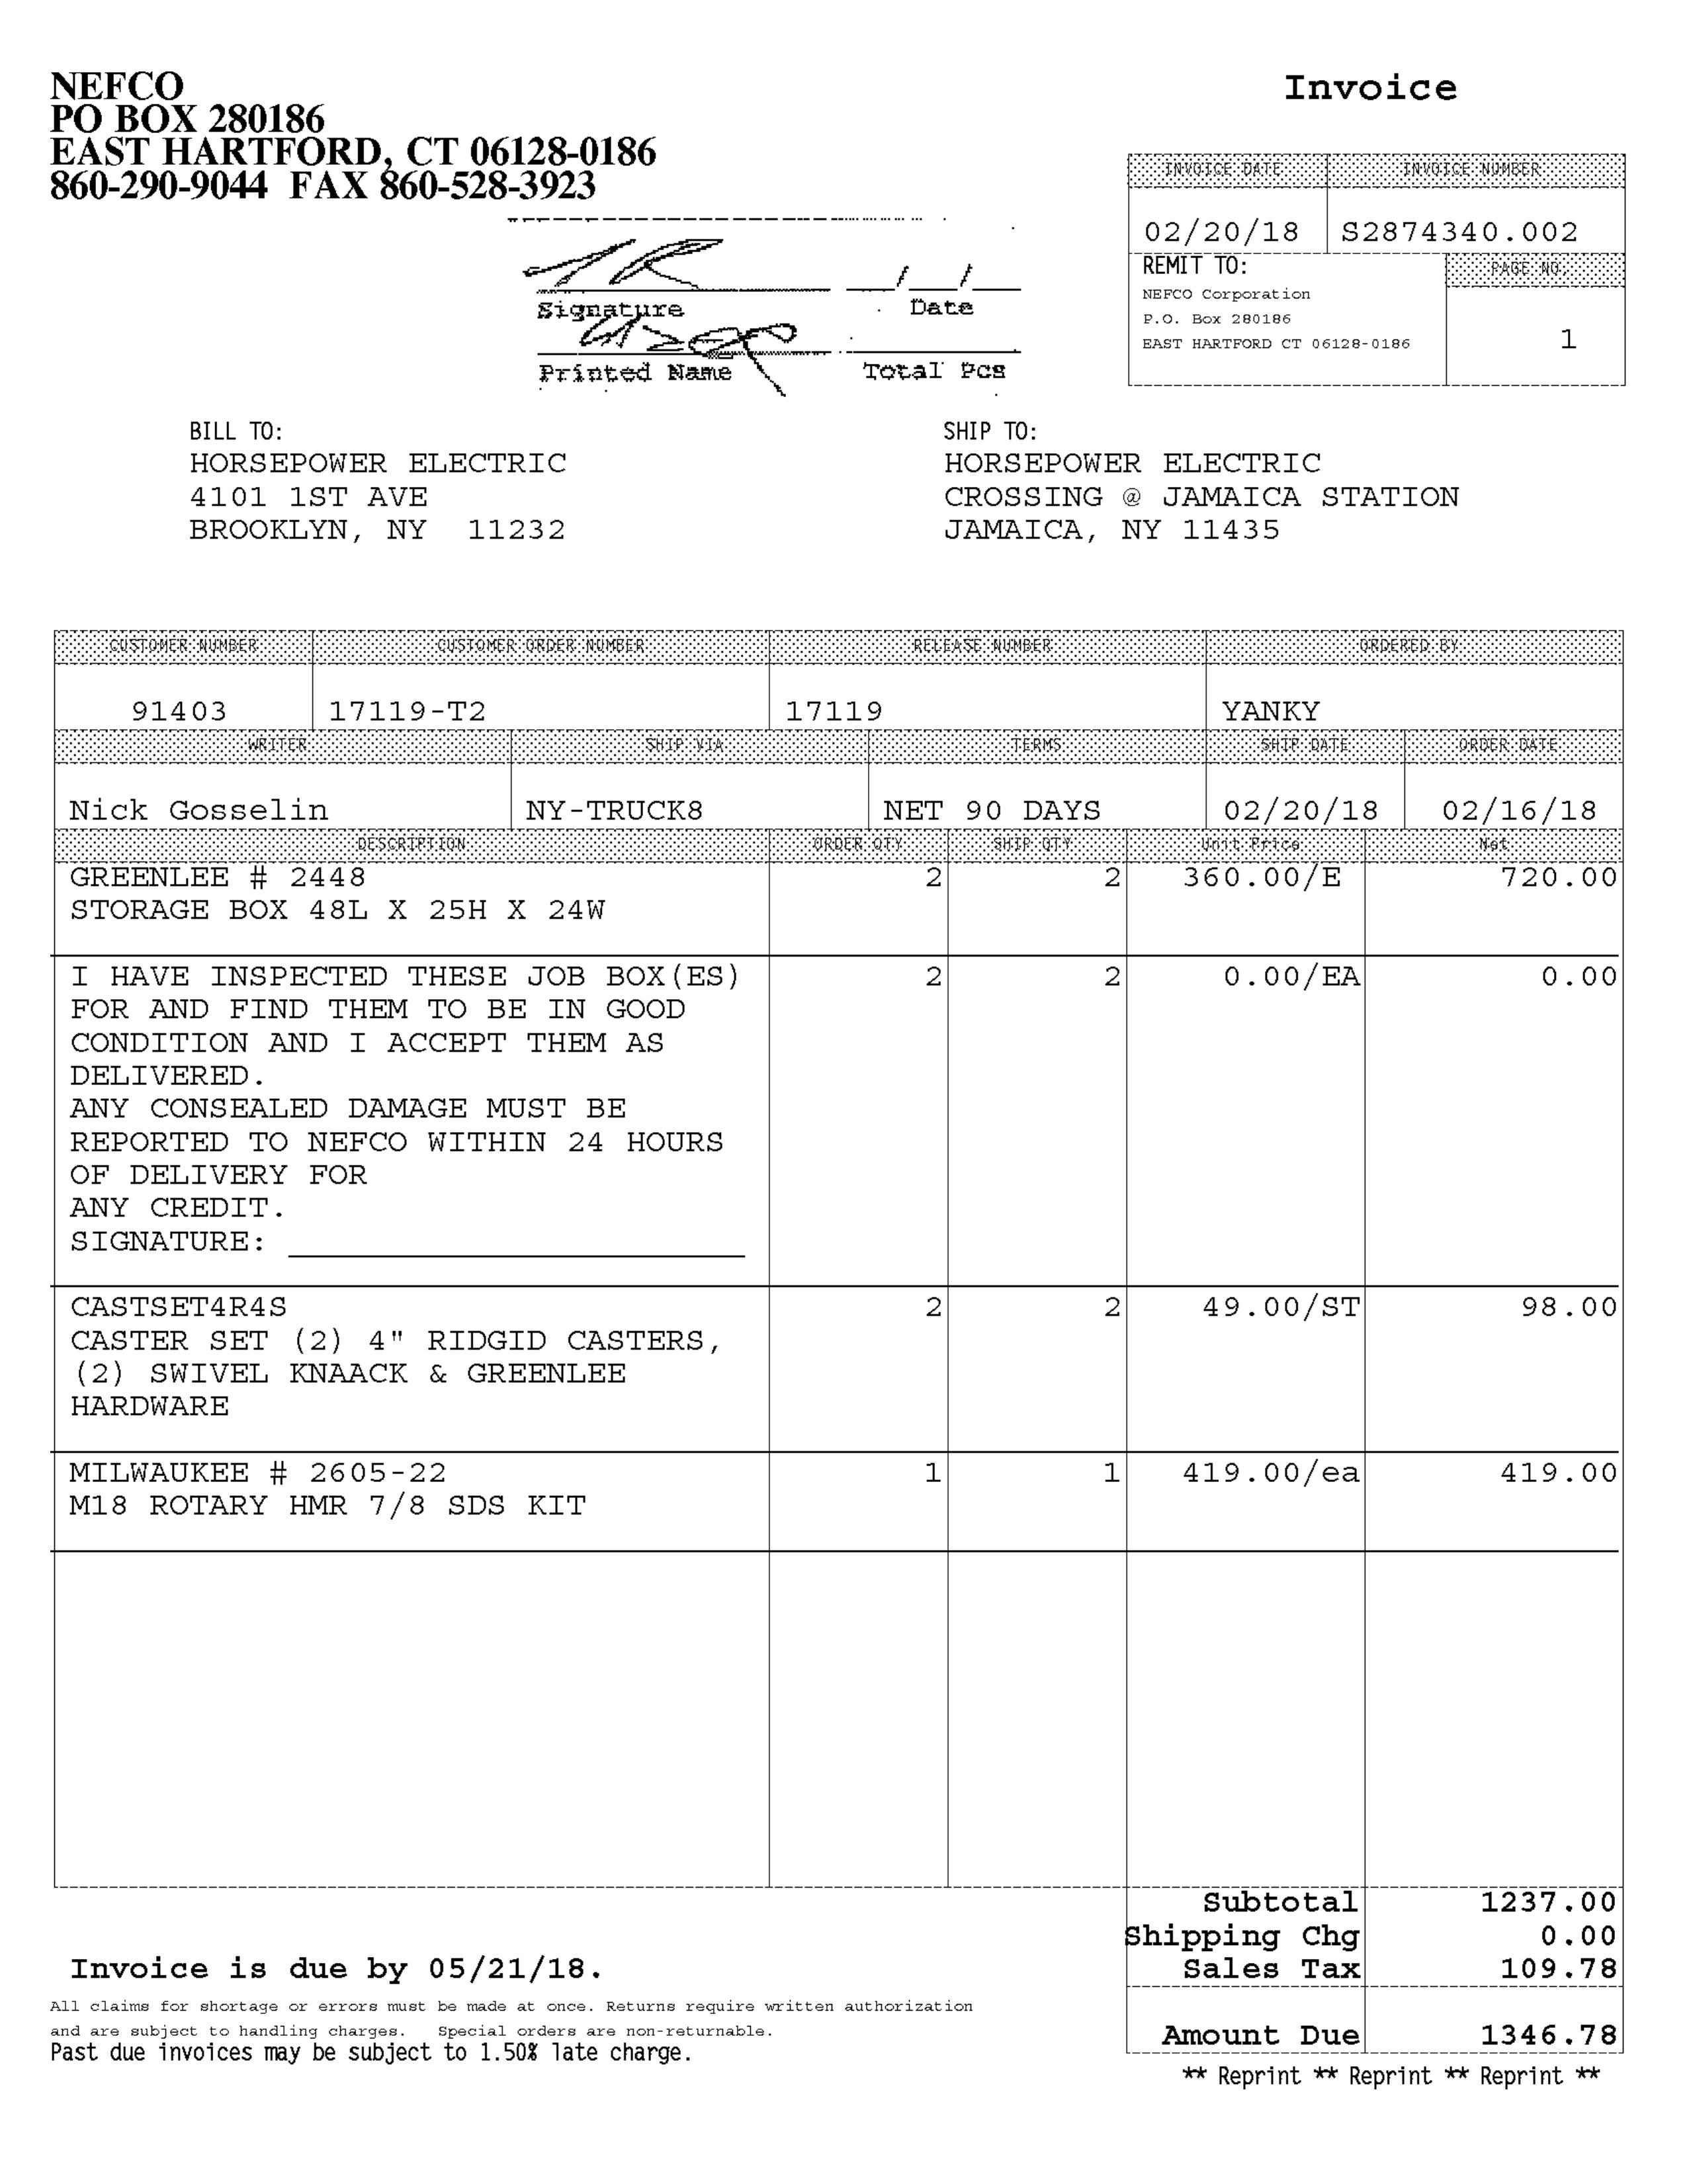 NEFCO
PO BOX 280186
EAST HARTFORD, CT 06128-0186
860-290-9044 FAX 860-528-3923
Invoice
INVOICE DATE INVOICE NUMBER
02/20/18 S2874340.002
REMIT TO: PAGE NO.
NEFCO Corporation
P.O. Box 280186
EAST HARTFORD CT 06128-0186
1
Signature Date
Printed Name Total Pcs
BILL TO:
HORSEPOWER ELECTRIC
4101 1ST AVE
BROOKLYN, NY 11232
SHIP TO:
HORSEPOWER ELECTRIC
CROSSING @ JAMAICA STATION
JAMAICA, NY 11435
CUSTOMER NUMBER CUSTOMER ORDER NUMBER RELEASE NUMBER ORDERED BY
91403 17119-T2 17119 YANKY
WRITER SHIP VIA TERMS SHIP DATE ORDER DATE
Nick Gosselin NY-TRUCK8 NET 90 DAYS 02/20/18 02/16/18
DESCRIPTION ORDER QTY SHIP QTY Unit Price Net
GREENLEE # 2448 2 2 360.00/E 720.00
STORAGE BOX 48L X 25H X 24W
I HAVE INSPECTED THESE JOB BOX(ES) 2 2 0.00/EA 0.00
FOR AND FIND THEM TO BE IN GOOD
CONDITION AND I ACCEPT THEM AS
DELIVERED.
ANY CONSEALED DAMAGE MUST BE
REPORTED TO NEFCO WITHIN 24 HOURS
OF DELIVERY FOR
ANY CREDIT.
SIGNATURE:
CASTSET4R4S 2 2 49.00/ST 98.00
CASTER SET (2) 4" RIDGID CASTERS,
(2) SWIVEL KNAACK & GREENLEE
HARDWARE
MILWAUKEE # 2605-22 1 1 419.00/ea 419.00
M18 ROTARY HMR 7/8 SDS KIT
Subtotal 1237.00
Shipping Chg 0.00
Sales Tax 109.78
Amount Due 1346.78
Invoice is due by 05/21/18.
All claims for shortage or errors must be made at once. Returns require written authorization
and are subject to handling charges. Special orders are non-returnable.
Past due invoices may be subject to 1.50% late charge.
** Reprint ** Reprint ** Reprint **